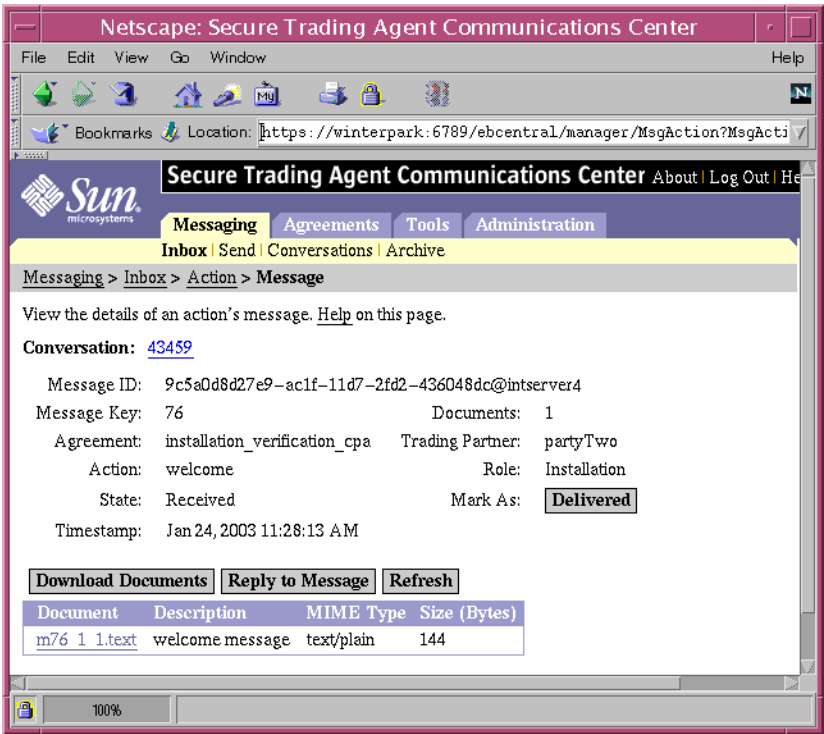 Netscape: Secure Trading Agent Communications Center
File Edit View Go Window Help
My N
Bookmarks Location: https://winterpark:6789/ebcentral/manager/MsgAction?MsgActi
Secure Trading Agent Communications Center About | Log Out | He
Sun
microsystems
Messaging Agreements Tools Administration
Inbox | Send | Conversations | Archive
Messaging > Inbox > Action > Message
View the details of an action's message. Help on this page.
Conversation: 43459
Message ID: 9c5a0d8d27e9-ac1f-11d7-2fd2-436048dc@intserver4
Message Key: 76 Documents: 1
Agreement: installation_verification_cpa Trading Partner: partyTwo
Action: welcome Role: Installation
State: Received Mark As: Delivered
Timestamp: Jan 24, 2003 11:28:13 AM
Download Documents Reply to Message Refresh
Document Description MIME Type Size (Bytes)
m76_1_1.text welcome message text/plain 144
100%